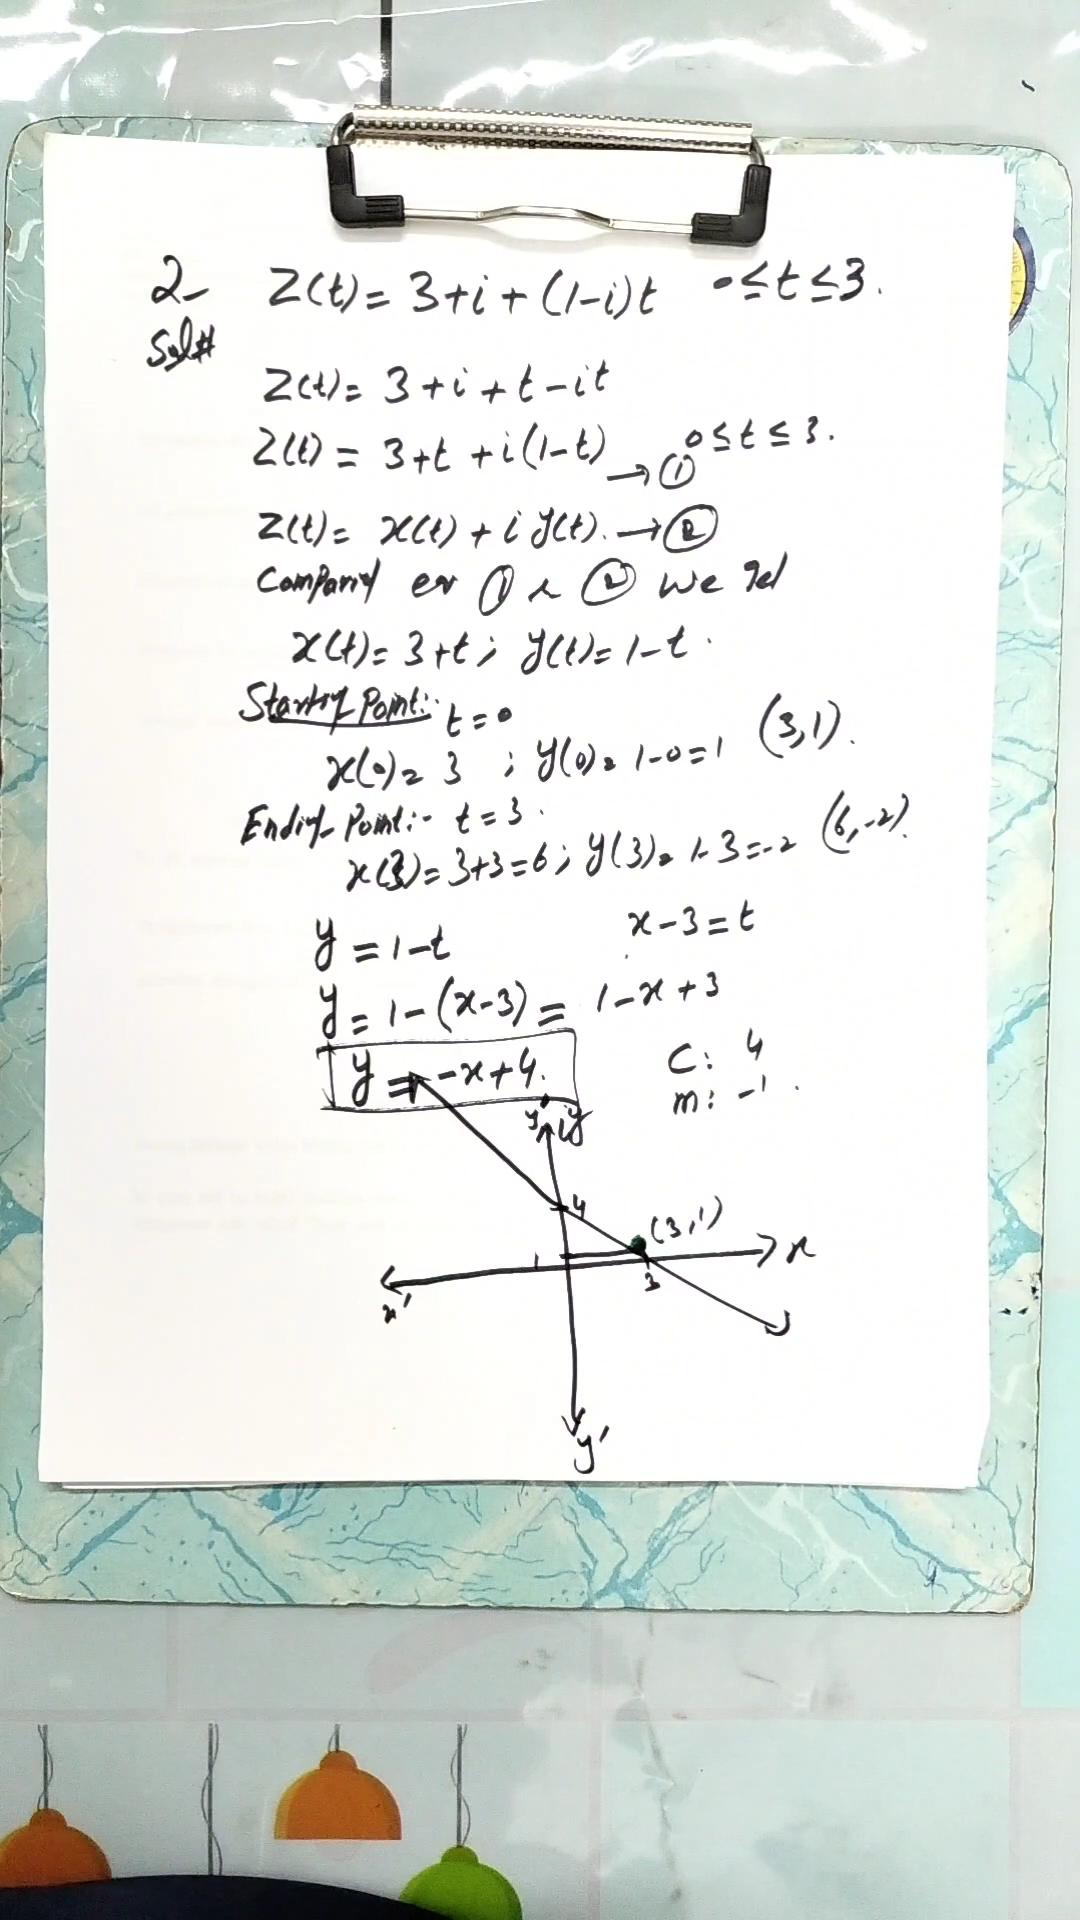 2- Z(t) = 3+i + (1-i)t 0≤t≤3.
Sol#
Z(t) = 3+i+t-it
Z(t) = 3+t+i(1-t) 0≤t≤3.
→①
Z(t) = x(t) + i y(t). →②
① ② we get
x(t) = 3+t; y(t) = 1-t.
Starting Point:- t=0
x(0) = 3 ; y(0) = 1-0=1 (3,1).
Ending Point:- t=3.
x(3) = 3+3=6; y(3) = 1-3=-2 (6,-2).
y = 1-t x-3=t
y = 1-(x-3) = 1-x+3
y = -x+4. C: 4
m: -1.
y iy
4
(3,1)
x' 1 3 x
y'